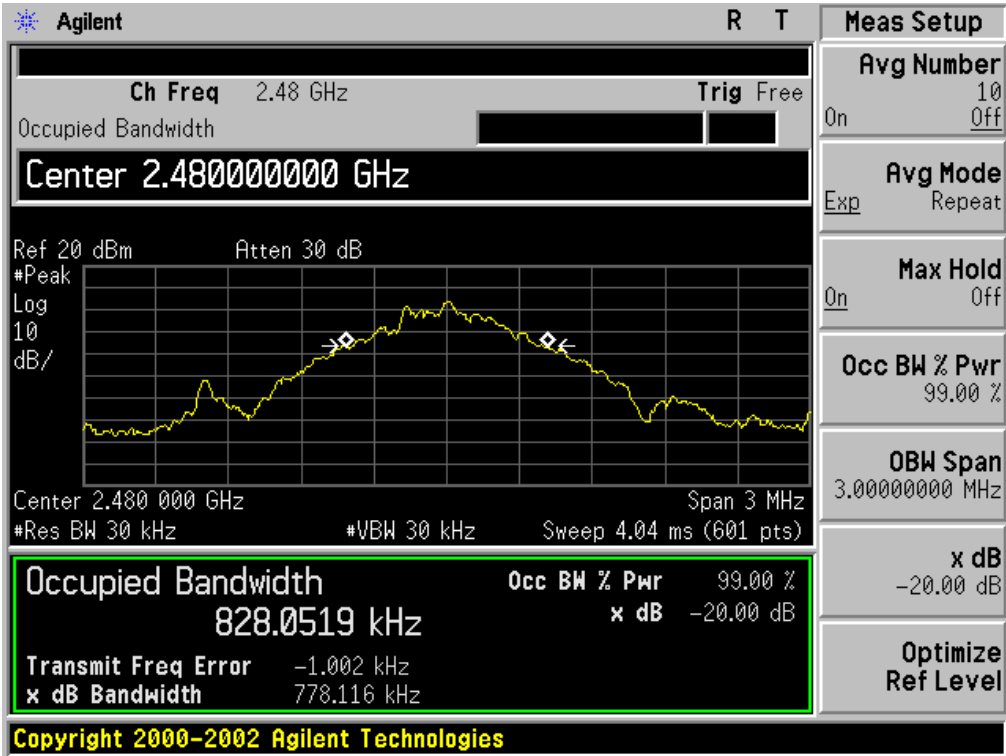 Agilent R T
Ch Freq 2.48 GHz Trig Free
Occupied Bandwidth
Center 2.480000000 GHz
Ref 20 dBm Atten 30 dB
#Peak
Log
10
dB/
Center 2.480 000 GHz Span 3 MHz
#Res BW 30 kHz #VBW 30 kHz Sweep 4.04 ms (601 pts)
Occupied Bandwidth Occ BW % Pwr 99.00 %
828.0519 kHz x dB -20.00 dB
Transmit Freq Error -1.002 kHz
x dB Bandwidth 778.116 kHz
Copyright 2000-2002 Agilent Technologies
Meas Setup
Avg Number
10
On Off
Avg Mode
Exp Repeat
Max Hold
On Off
Occ BW % Pwr
99.00 %
OBW Span
3.00000000 MHz
x dB
-20.00 dB
Optimize
Ref Level